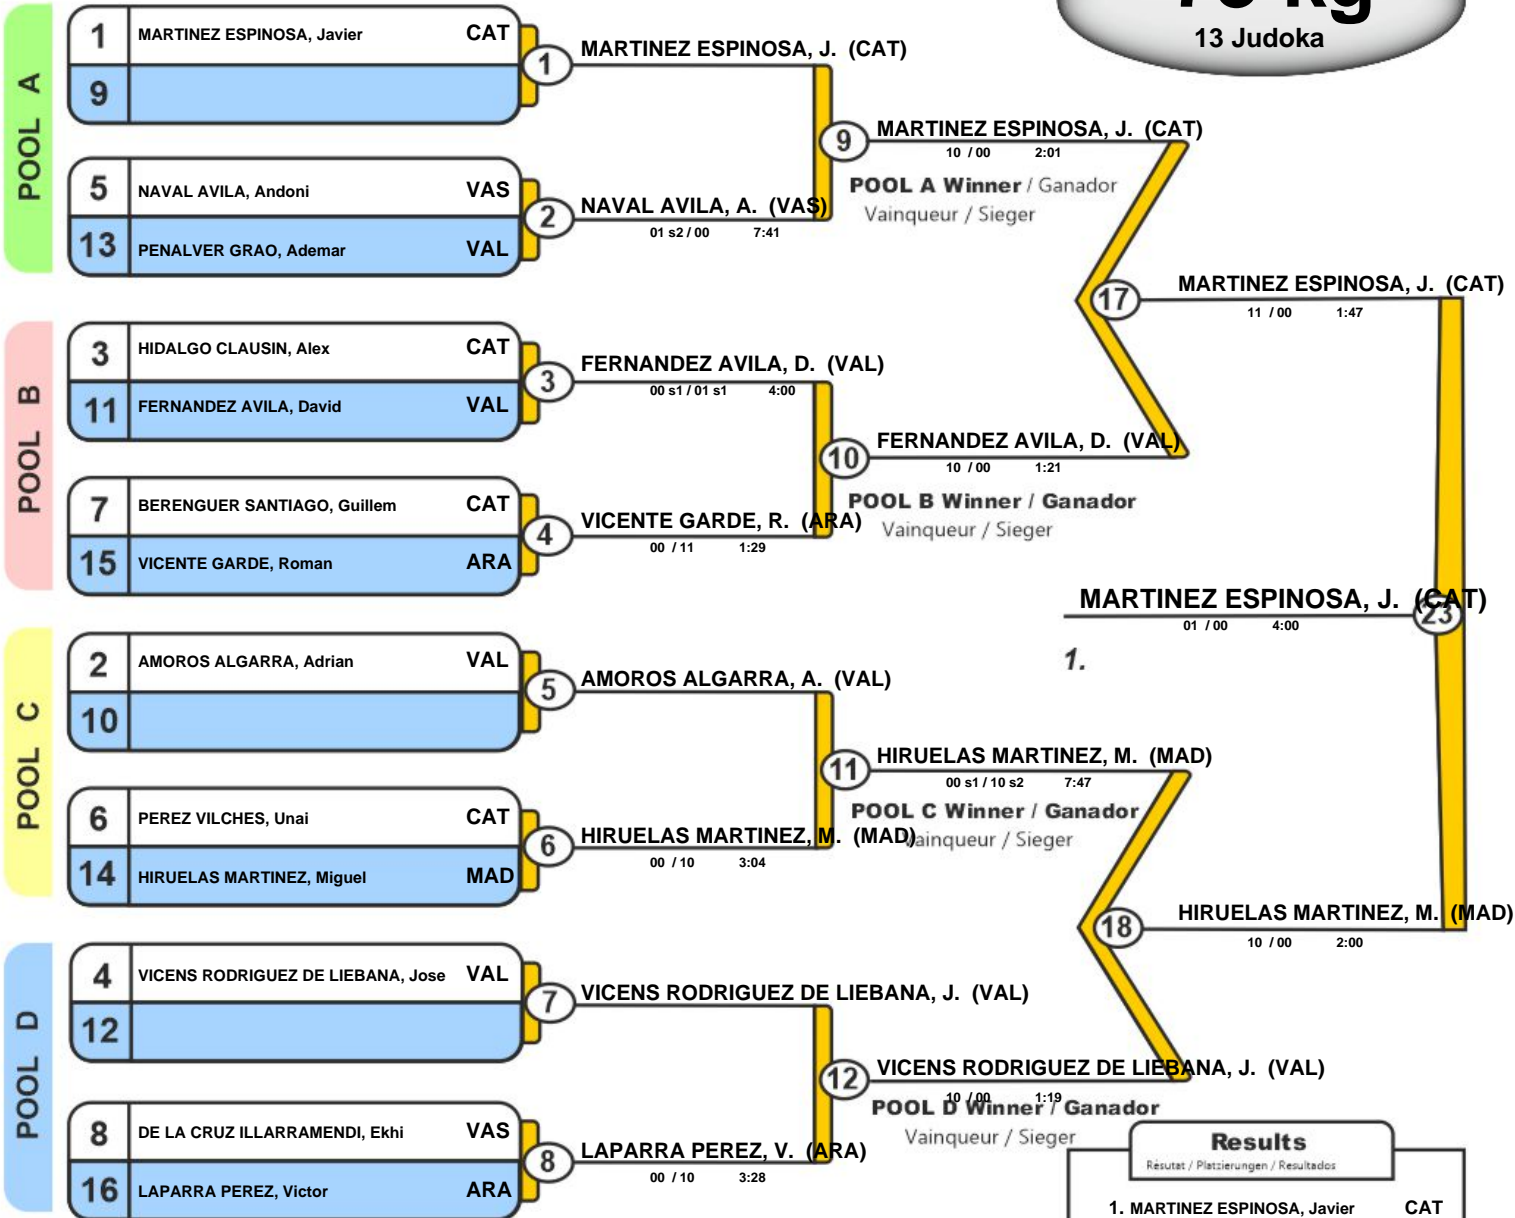 73 kg
13 Judoka
POOL A
1 MARTINEZ ESPINOSA, Javier CAT
9
1 MARTINEZ ESPINOSA, J. (CAT)
5 NAVAL AVILA, Andoni VAS
13 PENALVER GRAO, Ademar VAL
2 NAVAL AVILA, A. (VAS)
01 s2 / 00 7:41
9 MARTINEZ ESPINOSA, J. (CAT)
10 / 00 2:01
POOL A Winner / Ganador
Vainqueur / Sieger
POOL B
3 HIDALGO CLAUSIN, Alex CAT
11 FERNANDEZ AVILA, David VAL
3 FERNANDEZ AVILA, D. (VAL)
00 s1 / 01 s1 4:00
7 BERENGUER SANTIAGO, Guillem CAT
15 VICENTE GARDE, Roman ARA
4 VICENTE GARDE, R. (ARA)
00 / 11 1:29
10 FERNANDEZ AVILA, D. (VAL)
10 / 00 1:21
POOL B Winner / Ganador
Vainqueur / Sieger
17 MARTINEZ ESPINOSA, J. (CAT)
11 / 00 1:47
POOL C
2 AMOROS ALGARRA, Adrian VAL
10
5 AMOROS ALGARRA, A. (VAL)
6 PEREZ VILCHES, Unai CAT
14 HIRUELAS MARTINEZ, Miguel MAD
6 HIRUELAS MARTINEZ, M. (MAD)
00 / 10 3:04
11 HIRUELAS MARTINEZ, M. (MAD)
00 s1 / 10 s2 7:47
POOL C Winner / Ganador
Vainqueur / Sieger
POOL D
4 VICENS RODRIGUEZ DE LIEBANA, Jose VAL
12
7 VICENS RODRIGUEZ DE LIEBANA, J. (VAL)
8 DE LA CRUZ ILLARRAMENDI, Ekhi VAS
16 LAPARRA PEREZ, Victor ARA
8 LAPARRA PEREZ, V. (ARA)
00 / 10 3:28
12 VICENS RODRIGUEZ DE LIEBANA, J. (VAL)
10 / 00 1:19
POOL D Winner / Ganador
Vainqueur / Sieger
18 HIRUELAS MARTINEZ, M. (MAD)
10 / 00 2:00
MARTINEZ ESPINOSA, J. (CAT) 23
01 / 00 4:00
1.
Results
Résutat / Platzierungen / Resultados
1. MARTINEZ ESPINOSA, Javier CAT